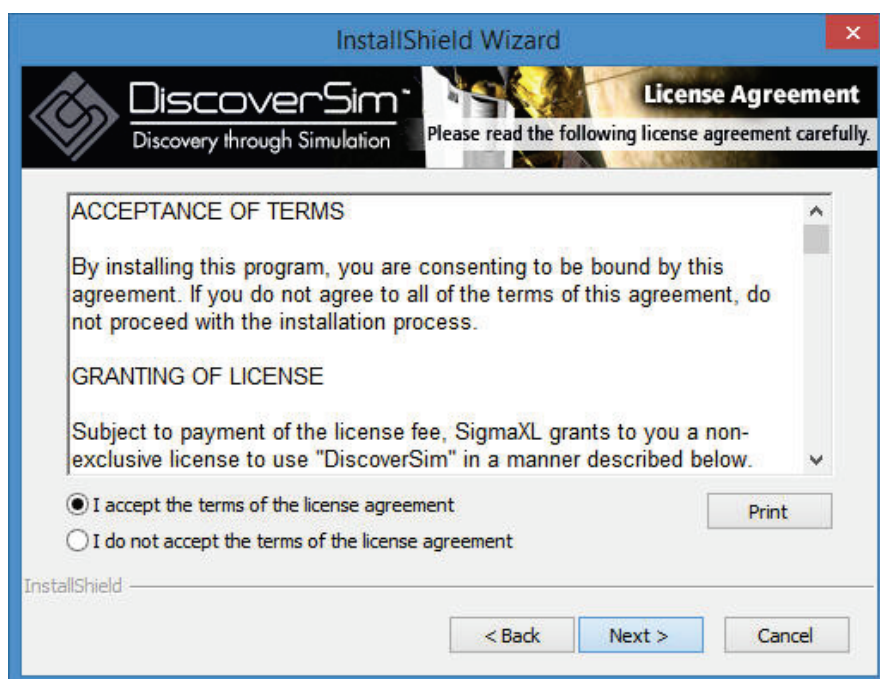 InstallShield Wizard
DiscoverSim™
Discovery through Simulation
License Agreement
Please read the following license agreement carefully.
ACCEPTANCE OF TERMS
By installing this program, you are consenting to be bound by this
agreement. If you do not agree to all of the terms of this agreement, do
not proceed with the installation process.
GRANTING OF LICENSE
Subject to payment of the license fee, SigmaXL grants to you a non-
exclusive license to use "DiscoverSim" in a manner described below.
I accept the terms of the license agreement
Print
I do not accept the terms of the license agreement
InstallShield
< Back
Next >
Cancel